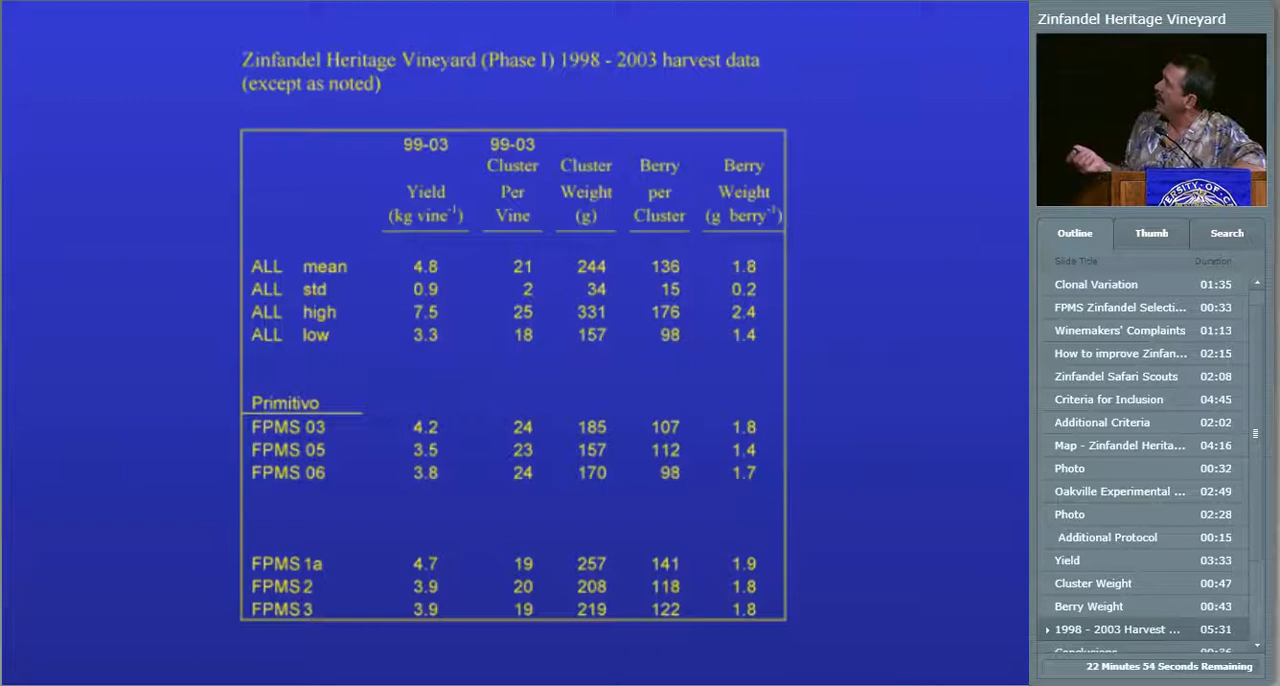 Zinfandel Heritage Vineyard (Phase I) 1998 - 2003 harvest data
(except as noted)
99-03 99-03
Cluster Cluster Berry Berry
Yield Per Weight per Weight
(kg vine⁻¹) Vine (g) Cluster (g berry⁻¹)
ALL mean 4.8 21 244 136 1.8
ALL std 0.9 2 34 15 0.2
ALL high 7.5 25 331 176 2.4
ALL low 3.3 18 157 98 1.4
Primitivo
FPMS 03 4.2 24 185 107 1.8
FPMS 05 3.5 23 157 112 1.4
FPMS 06 3.8 24 170 98 1.7
FPMS 1a 4.7 19 257 141 1.9
FPMS 2 3.9 20 208 118 1.8
FPMS 3 3.9 19 219 122 1.8
Zinfandel Heritage Vineyard
Outline Thumb Search
Slide Title Duration
Clonal Variation 01:35
FPMS Zinfandel Selecti... 00:33
Winemakers' Complaints 01:13
How to improve Zinfan... 02:15
Zinfandel Safari Scouts 02:08
Criteria for Inclusion 04:45
Additional Criteria 02:02
Map - Zinfandel Herita... 04:16
Photo 00:32
Oakville Experimental ... 02:49
Photo 02:28
Additional Protocol 00:15
Yield 03:33
Cluster Weight 00:47
Berry Weight 00:43
1998 - 2003 Harvest ... 05:31
Conclusions 00:36
22 Minutes 54 Seconds Remaining